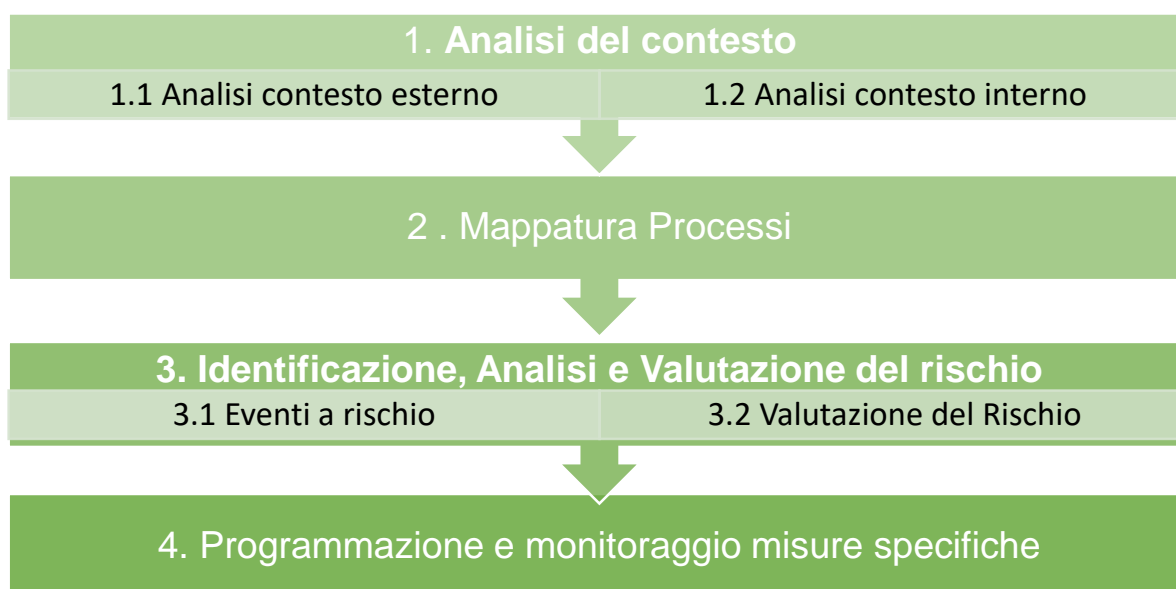 1. Analisi del contesto
1.1 Analisi contesto esterno
1.2 Analisi contesto interno
2 . Mappatura Processi
3. Identificazione, Analisi e Valutazione del rischio
3.1 Eventi a rischio
3.2 Valutazione del Rischio
4. Programmazione e monitoraggio misure specifiche